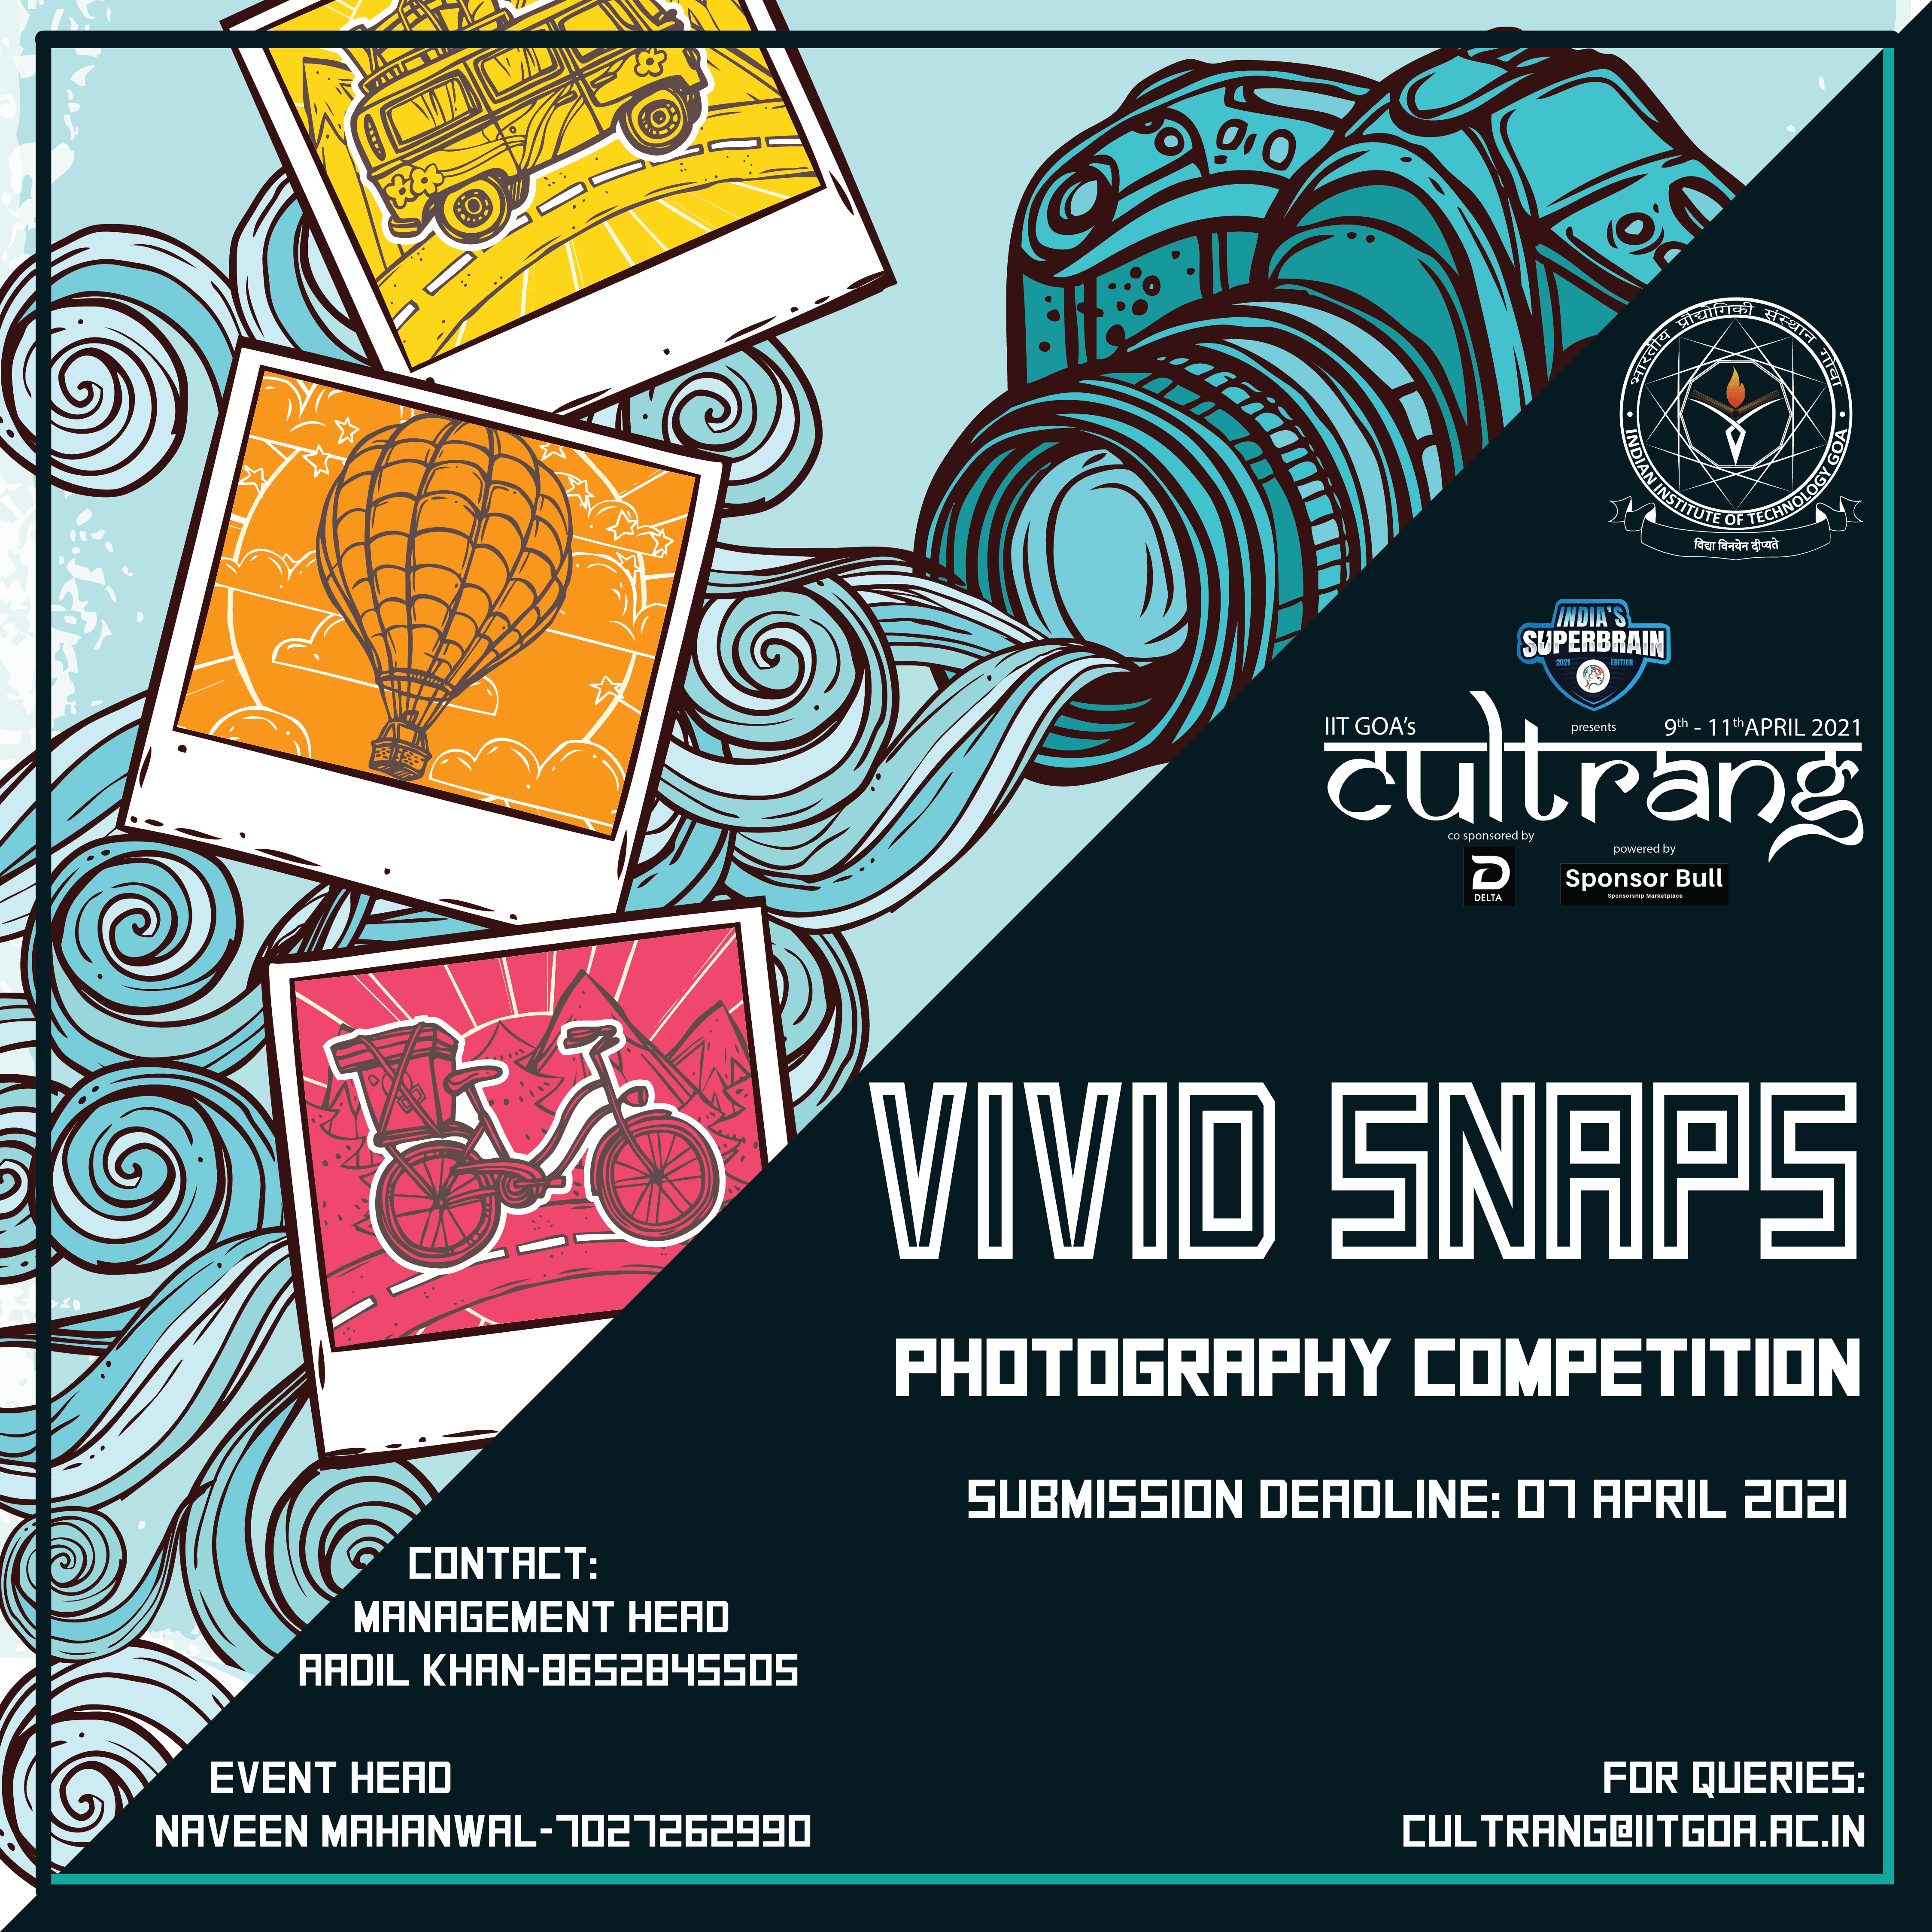 भारतीय प्रौद्योगिकी संस्थान गोवा
INDIAN INSTITUTE OF TECHNOLOGY GOA
विद्या विनयेन दीप्यते
INDIA'S
SUPERBRAIN
2021 EDITION
IIT GOA's presents 9th - 11th APRIL 2021
cultrang
co sponsored by
powered by
DELTA
Sponsor Bull
Sponsorship Marketplace
VIVID SNAPS
PHOTOGRAPHY COMPETITION
SUBMISSION DEADLINE: 07 APRIL 2021
CONTACT:
MANAGEMENT HEAD
AADIL KHAN-8652845505
EVENT HEAD
NAVEEN MAHANWAL-7027262990
FOR QUERIES:
CULTRANG@IITGOA.AC.IN